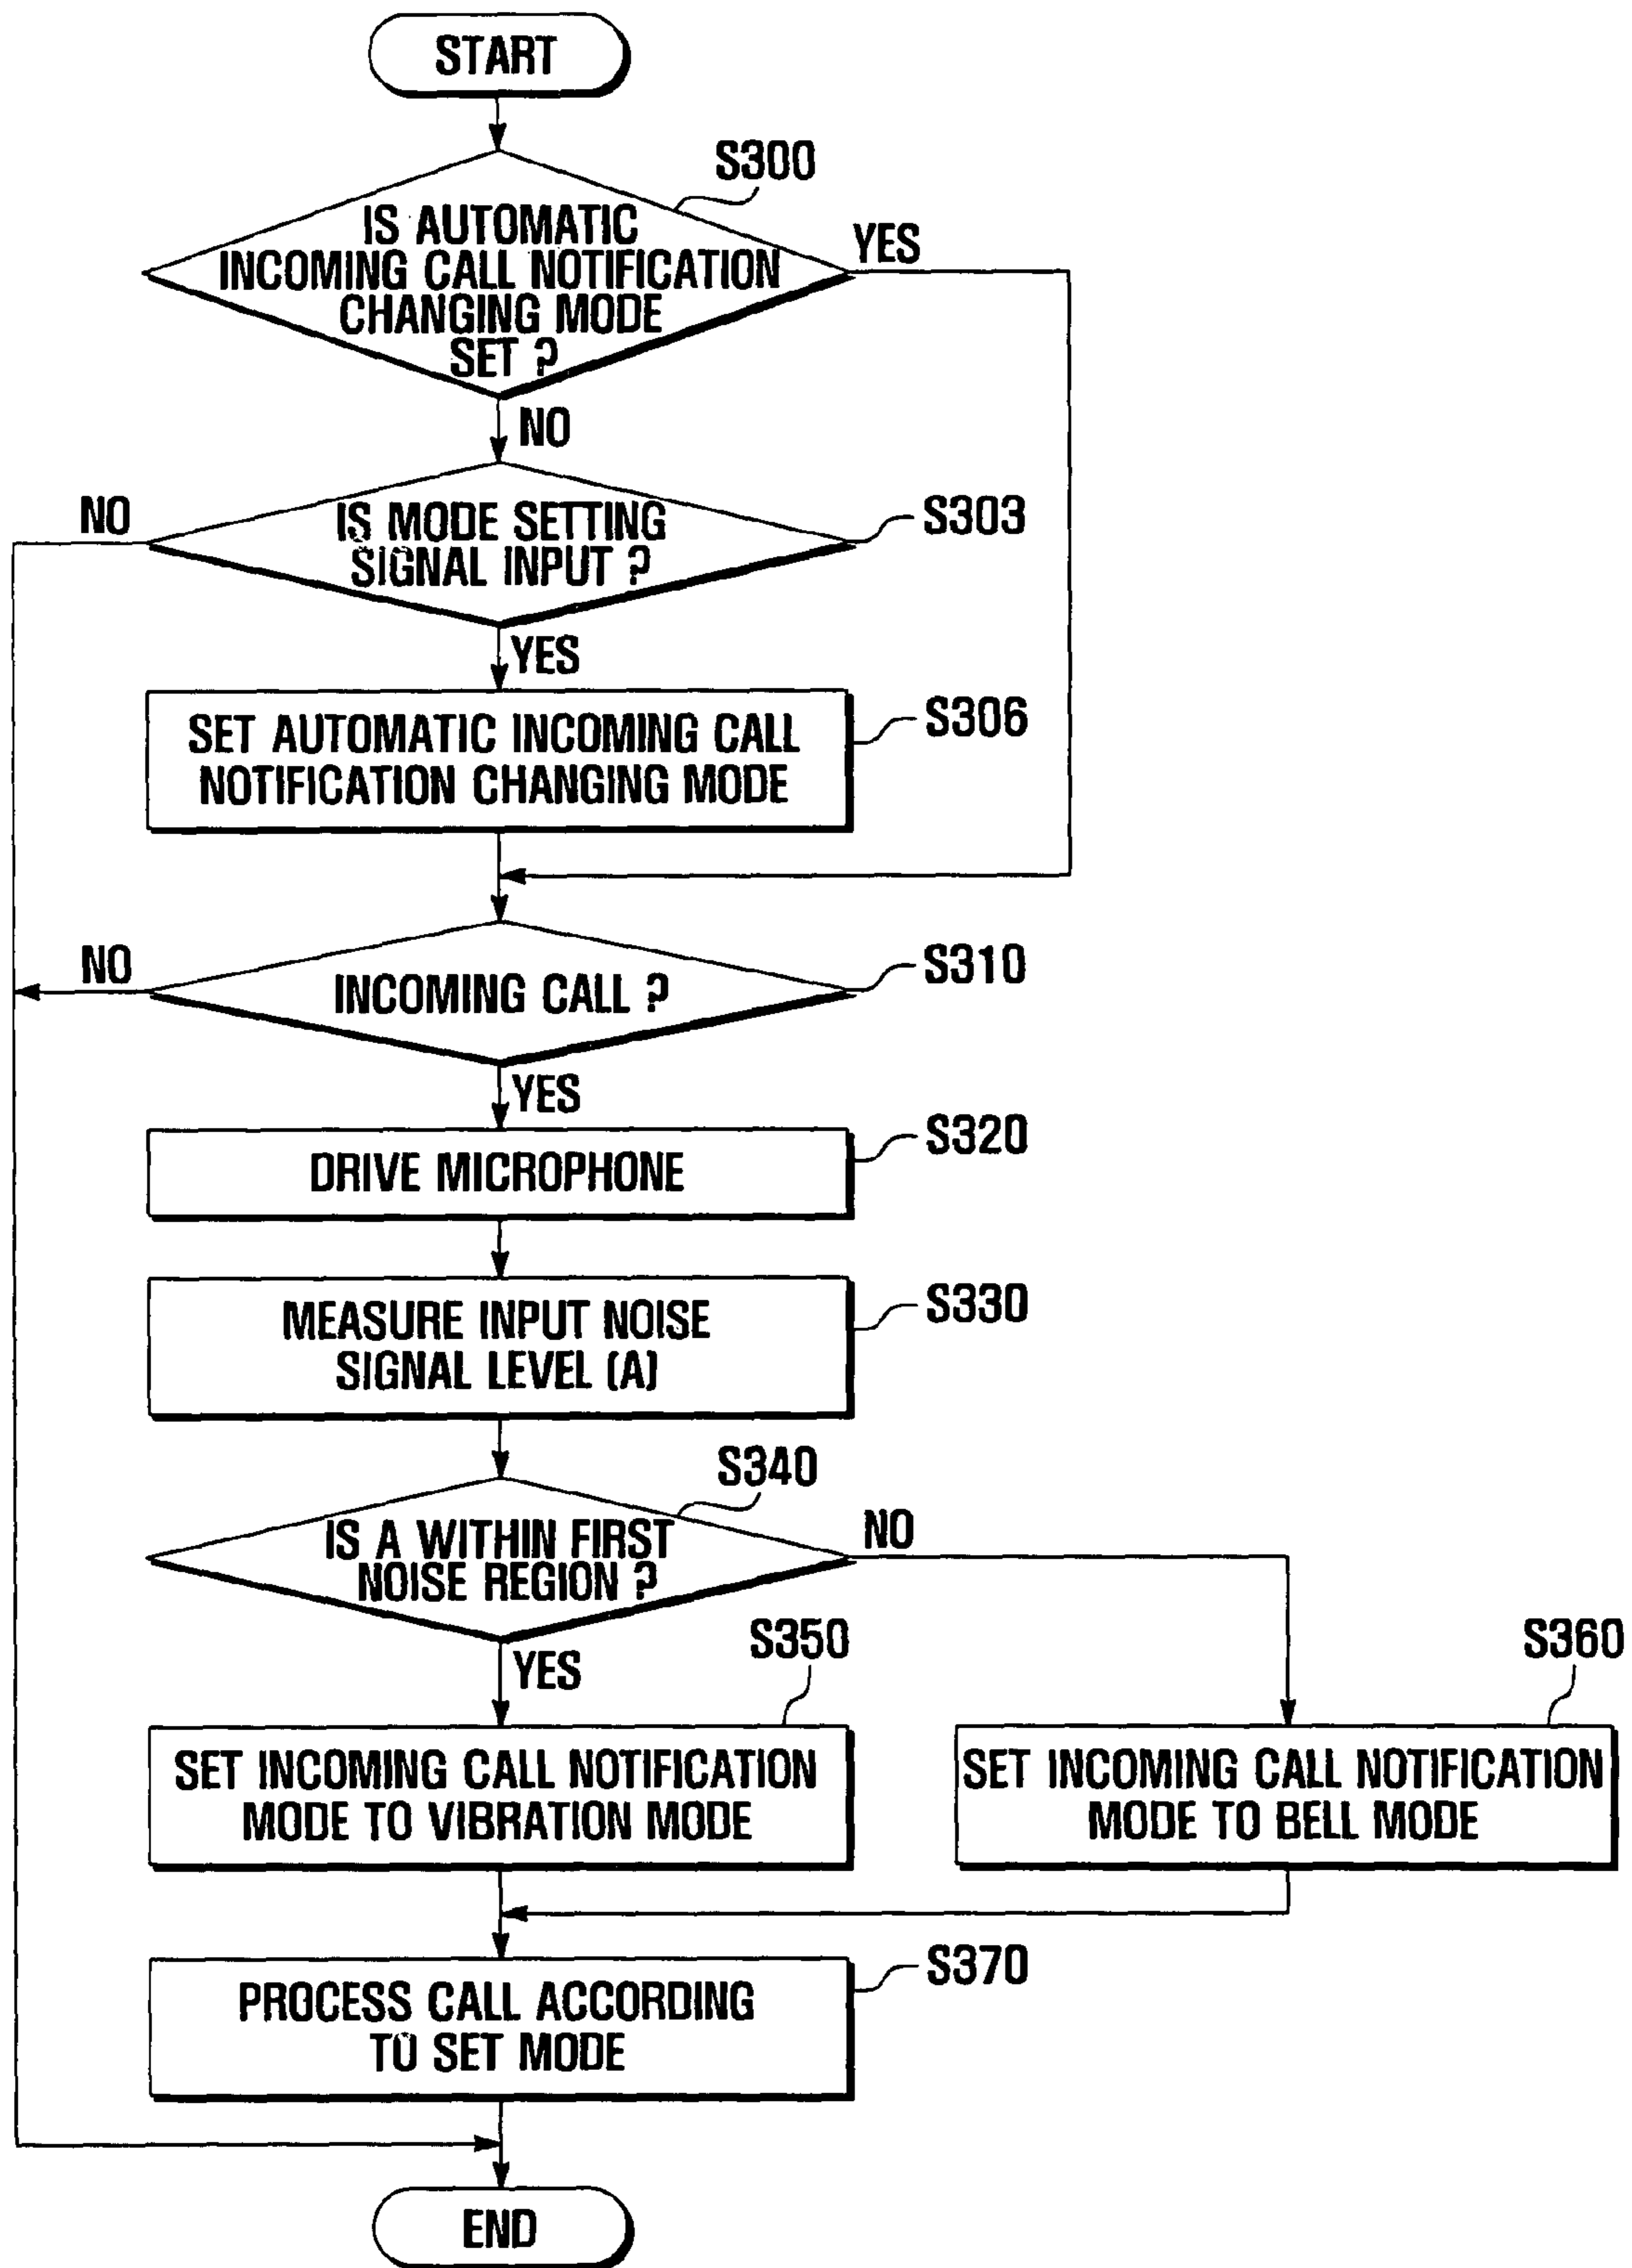 START
S300
IS AUTOMATIC
INCOMING CALL NOTIFICATION
CHANGING MODE
SET ?
YES
NO
NO
IS MODE SETTING
SIGNAL INPUT ?
S303
YES
SET AUTOMATIC INCOMING CALL
NOTIFICATION CHANGING MODE
S306
NO
INCOMING CALL ?
S310
YES
DRIVE MICROPHONE
S320
MEASURE INPUT NOISE
SIGNAL LEVEL (A)
S330
S340
IS A WITHIN FIRST
NOISE REGION ?
NO
YES
S350
S360
SET INCOMING CALL NOTIFICATION
MODE TO VIBRATION MODE
SET INCOMING CALL NOTIFICATION
MODE TO BELL MODE
PROCESS CALL ACCORDING
TO SET MODE
S370
END